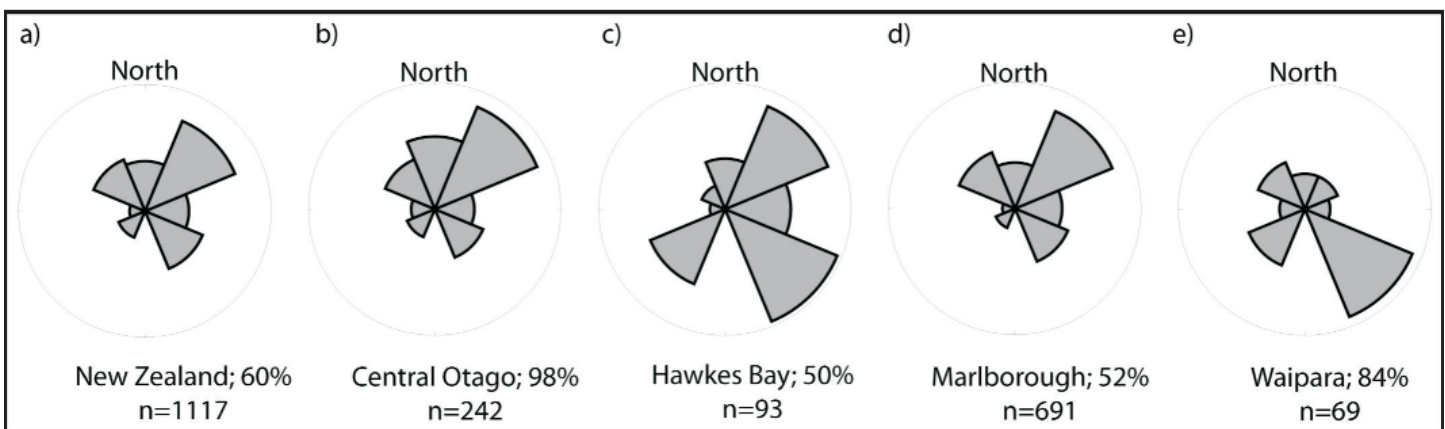 a)
North
New Zealand; 60%
n=1117
b)
North
Central Otago; 98%
n=242
c)
North
Hawkes Bay; 50%
n=93
d)
North
Marlborough; 52%
n=691
e)
North
Waipara; 84%
n=69